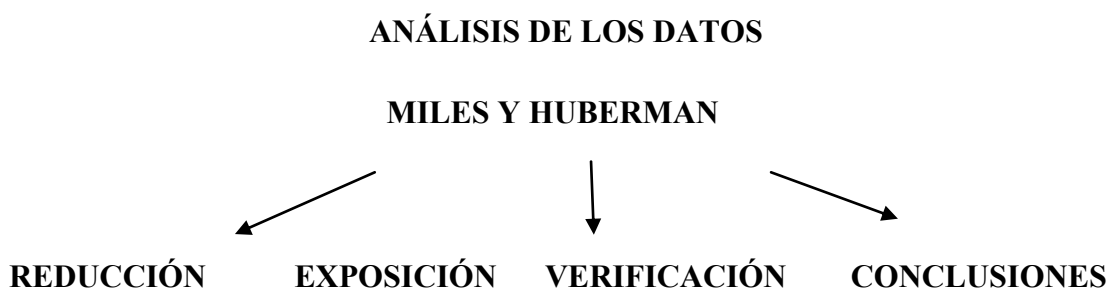 ANÁLISIS DE LOS DATOS
MILES Y HUBERMAN
REDUCCIÓN EXPOSICIÓN VERIFICACIÓN CONCLUSIONES